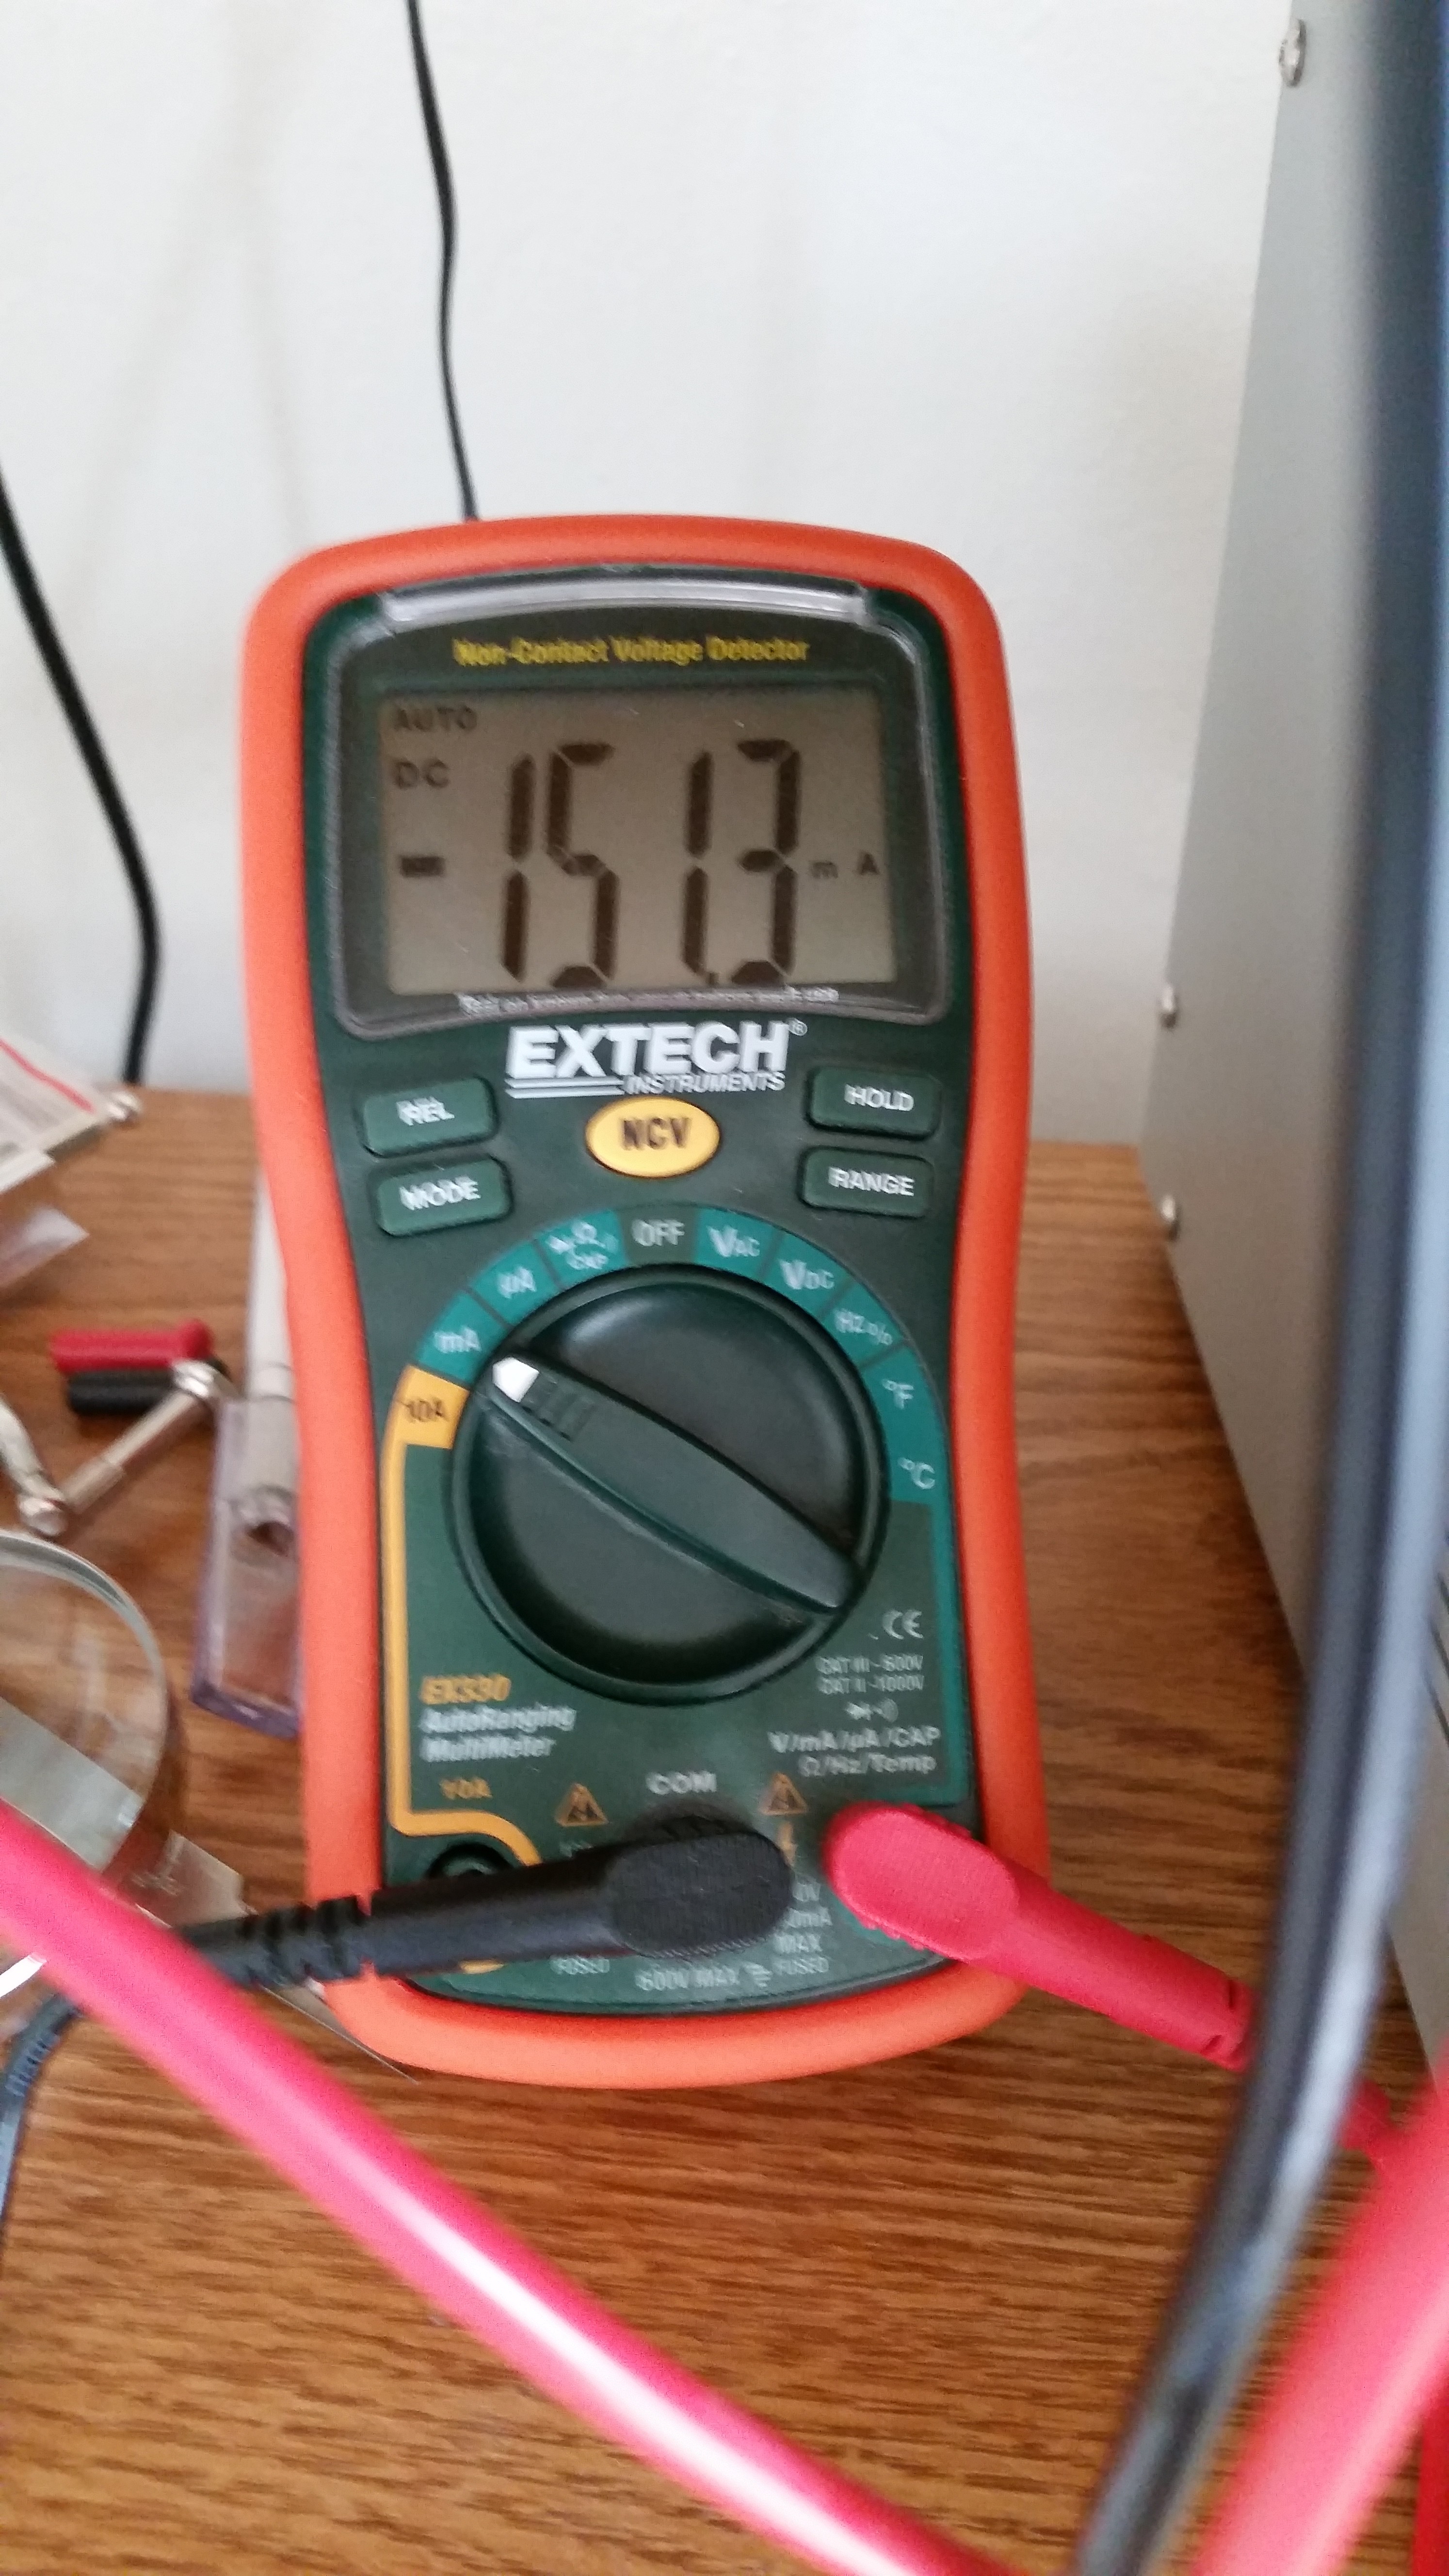 Non-Contact Voltage Detector
AUTO
DC
-151.3 m A
EXTECH®
INSTRUMENTS
REL
HOLD
NCV
MODE
RANGE
OFF
VAC
VDC
Hz%
°F
°C
Ω
CAP
µA
mA
10A
CE
CAT III-600V
CAT II-1000V
EX330
AutoRanging
MultiMeter
V/mA/µA/CAP
Ω/Hz/Temp
10A
COM
MAX
FUSED
600V MAX
FUSED